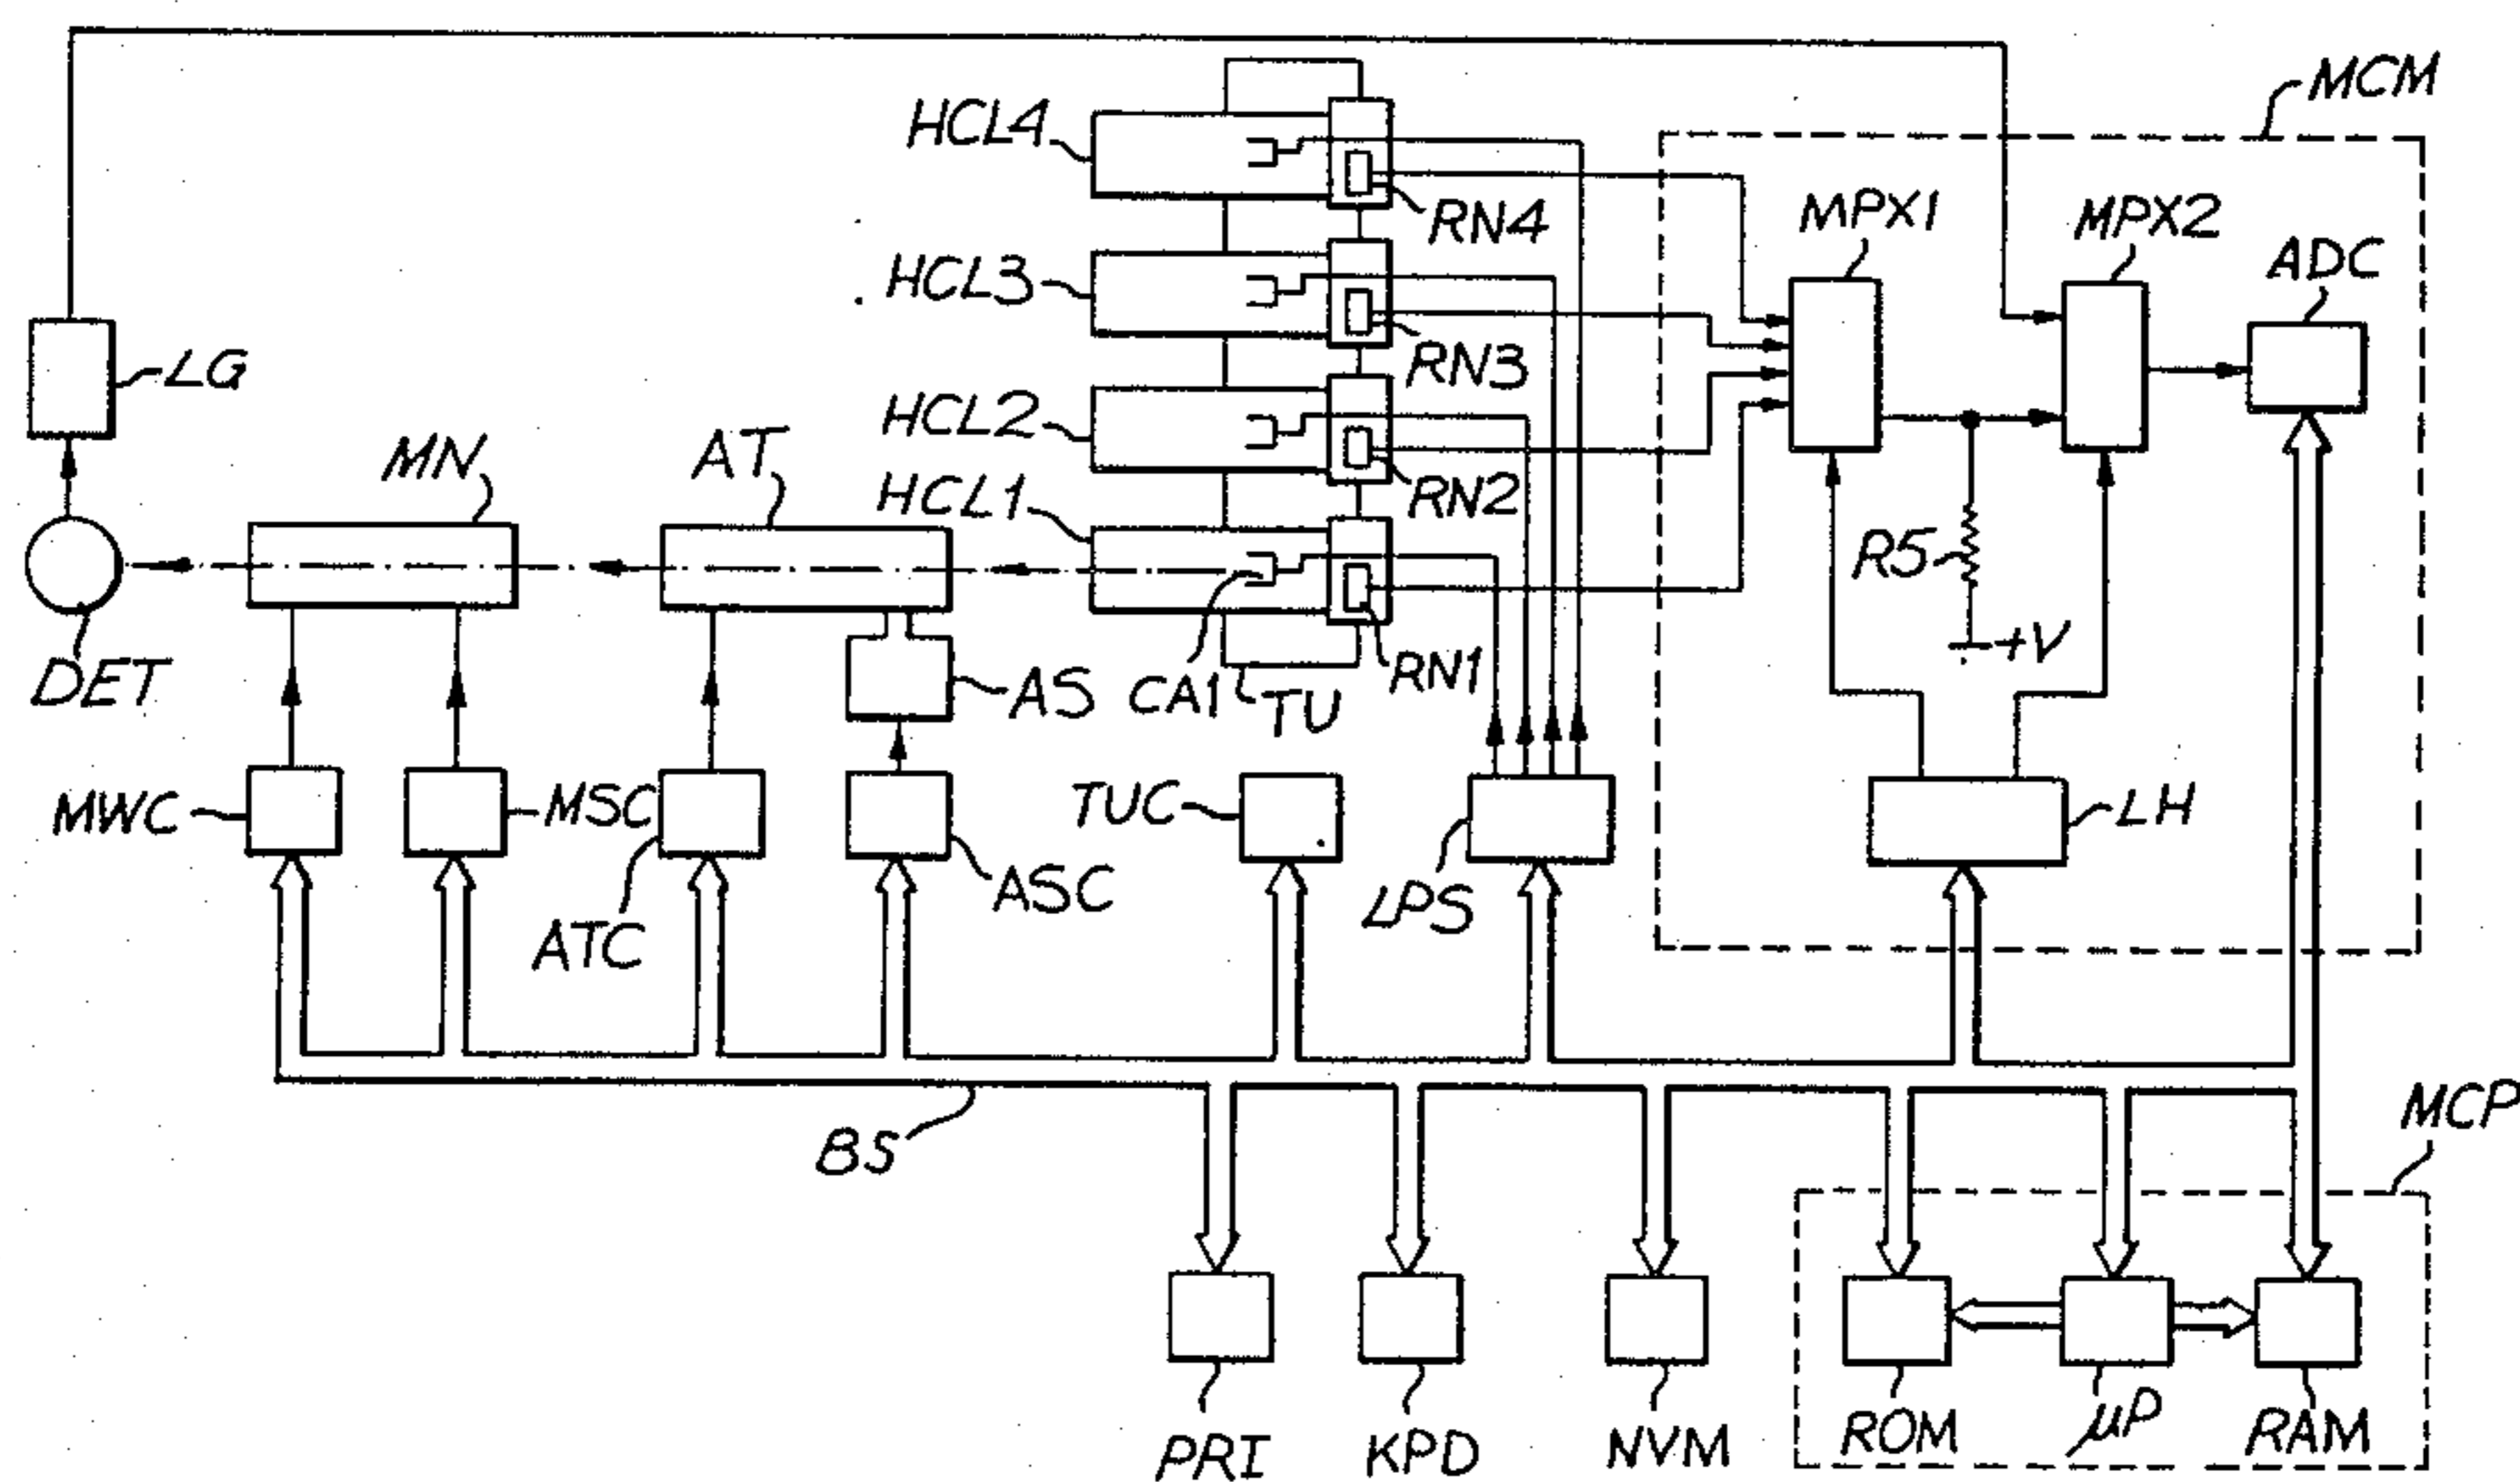 MCM
HCL4
RN4
MPX1
MPX2
ADC
HCL3
RN3
LG
HCL2
RN2
MN
AT
HCL1
R5
+V
DET
AS
CA1
TU
RN1
MWC
MSC
TUC
LH
ATC
ASC
LPS
BS
MCP
PRI
KPD
NVM
ROM
μP
RAM